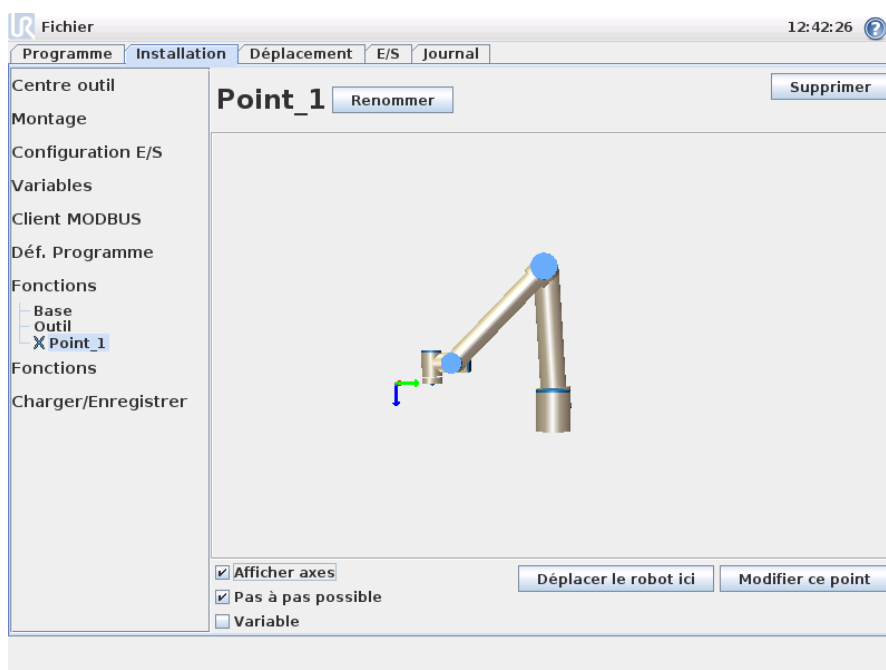 UR Fichier 12:42:26 ?
Programme Installation Déplacement E/S Journal
Centre outil
Montage
Configuration E/S
Variables
Client MODBUS
Déf. Programme
Fonctions
Base
Outil
Point_1
Fonctions
Charger/Enregistrer
Point_1 Renommer Supprimer
Afficher axes
Pas à pas possible
Variable
Déplacer le robot ici Modifier ce point